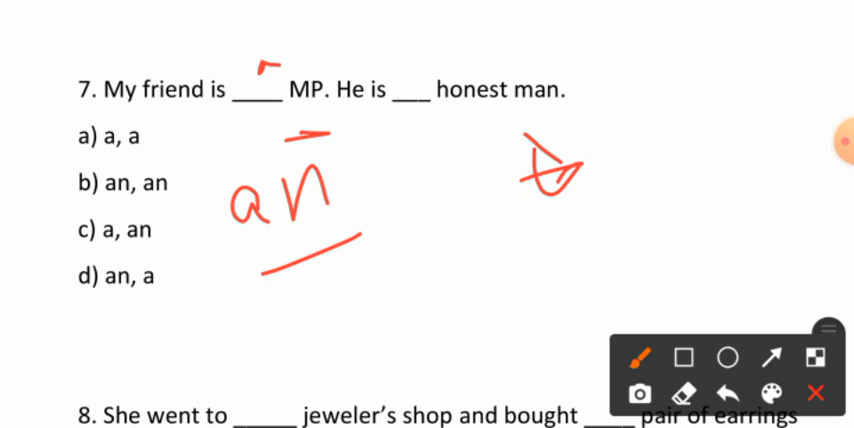 7. My friend is ____ MP. He is ___ honest man.
a) a, a
b) an, an
an
c) a, an
d) an, a
8. She went to _____ jeweler's shop and bought ____ pair of earrings